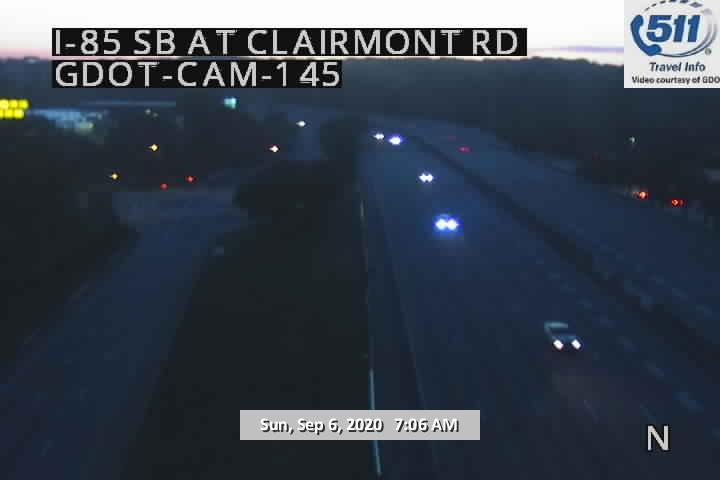 I-85 SB AT CLAIRMONT RD
GDOT-CAM-145
511
Travel Info
Video courtesy of GDO
Sun, Sep 6, 2020 7:06 AM
N